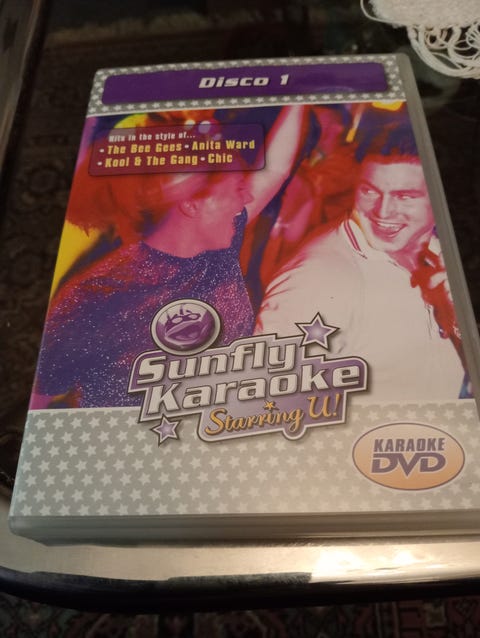 Disco 1
Hits in the style of...
• The Bee Gees • Anita Ward
• Kool & The Gang • Chic
Sunfly
Karaoke
Starring U!
KARAOKE
DVD